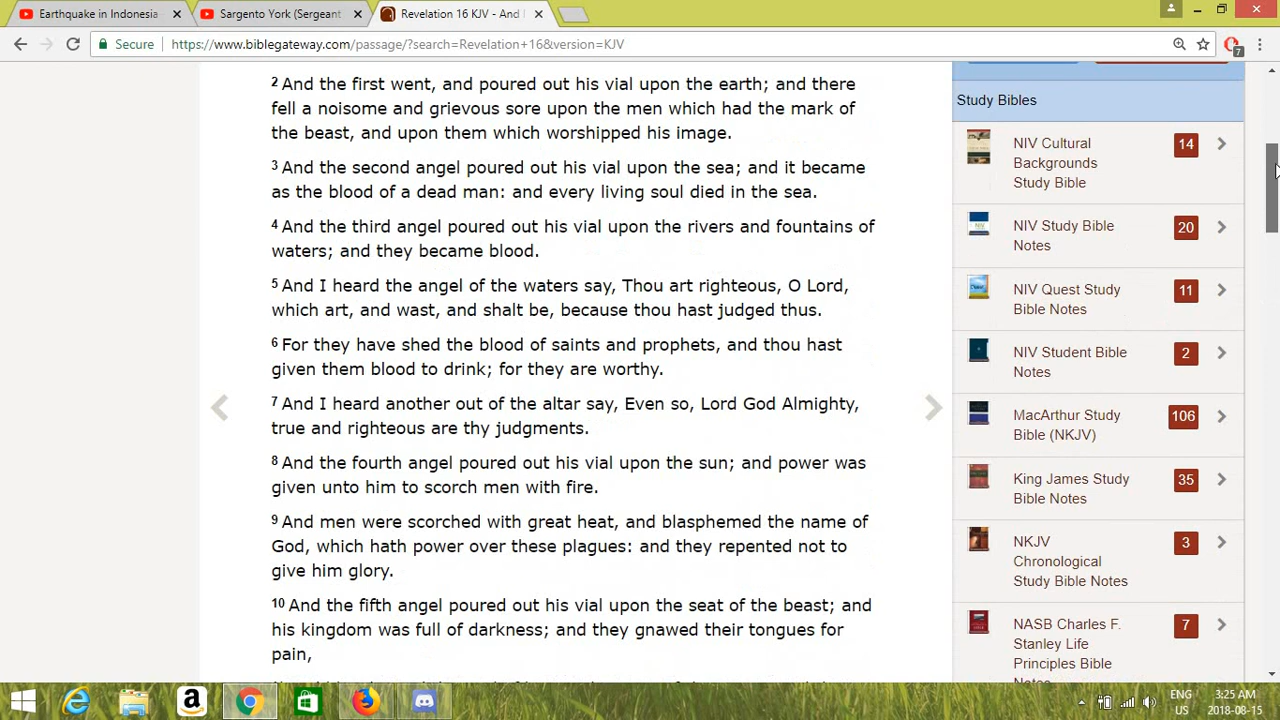 Earthquake in Indonesia
Sargento York (Sergeant
Revelation 16 KJV - And
Secure
https://www.biblegateway.com/passage/?search=Revelation+16&version=KJV
7
2 And the first went, and poured out his vial upon the earth; and there
fell a noisome and grievous sore upon the men which had the mark of
the beast, and upon them which worshipped his image.
3 And the second angel poured out his vial upon the sea; and it became
as the blood of a dead man: and every living soul died in the sea.
4 And the third angel poured out his vial upon the rivers and fountains of
waters; and they became blood.
5 And I heard the angel of the waters say, Thou art righteous, O Lord,
which art, and wast, and shalt be, because thou hast judged thus.
6 For they have shed the blood of saints and prophets, and thou hast
given them blood to drink; for they are worthy.
7 And I heard another out of the altar say, Even so, Lord God Almighty,
true and righteous are thy judgments.
8 And the fourth angel poured out his vial upon the sun; and power was
given unto him to scorch men with fire.
9 And men were scorched with great heat, and blasphemed the name of
God, which hath power over these plagues: and they repented not to
give him glory.
10 And the fifth angel poured out his vial upon the seat of the beast; and
his kingdom was full of darkness; and they gnawed their tongues for
pain,
Study Bibles
NIV Cultural
Backgrounds
Study Bible
14
NIV Study Bible
Notes
20
NIV Quest Study
Bible Notes
11
NIV Student Bible
Notes
2
MacArthur Study
Bible (NKJV)
106
King James Study
Bible Notes
35
NKJV
Chronological
Study Bible Notes
3
NASB Charles F.
Stanley Life
Principles Bible
Notes
7
ENG
US
3:25 AM
2018-08-15